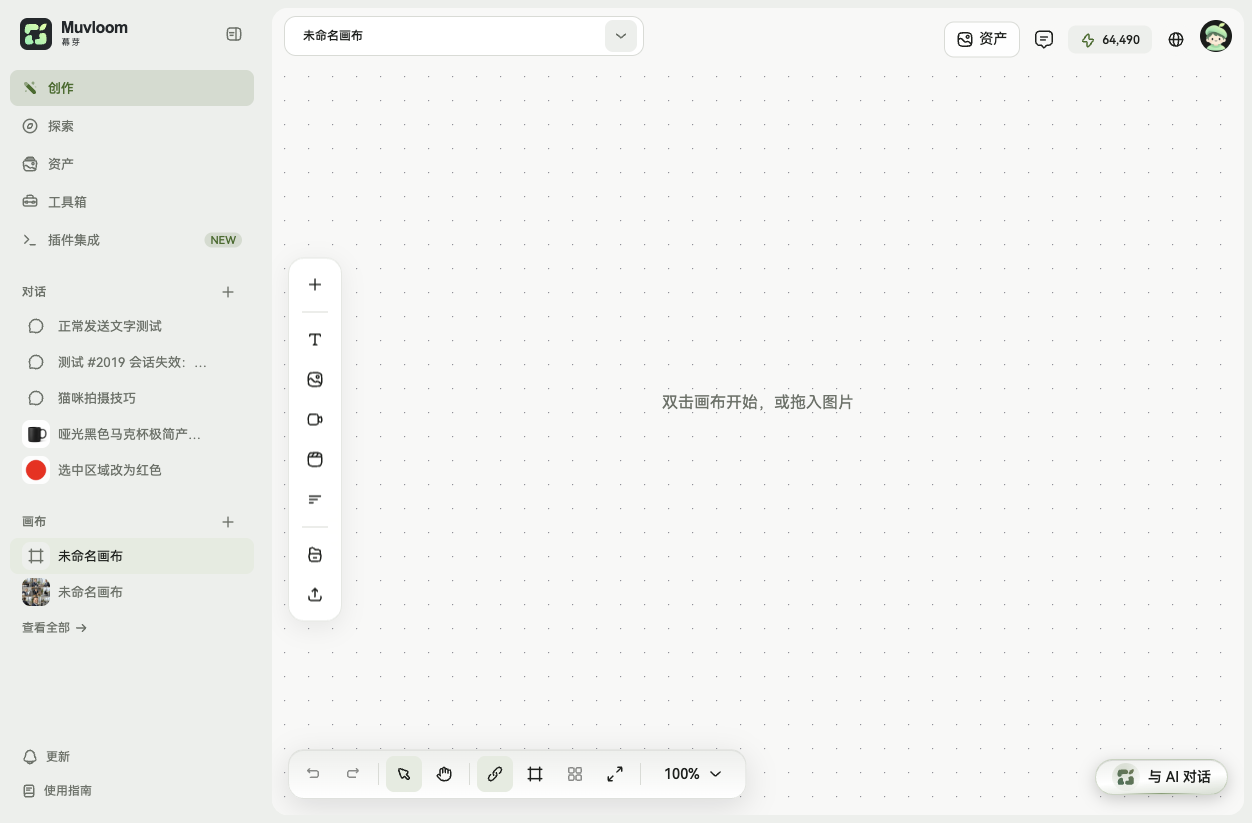 Muvloom
幕芽
创作
探索
资产
工具箱
插件集成 NEW
对话
正常发送文字测试
测试 #2019 会话失效：…
猫咪拍摄技巧
哑光黑色马克杯极简产…
选中区域改为红色
画布
未命名画布
未命名画布
查看全部
更新
使用指南
未命名画布
资产
64,490
双击画布开始，或拖入图片
100%
与 AI 对话